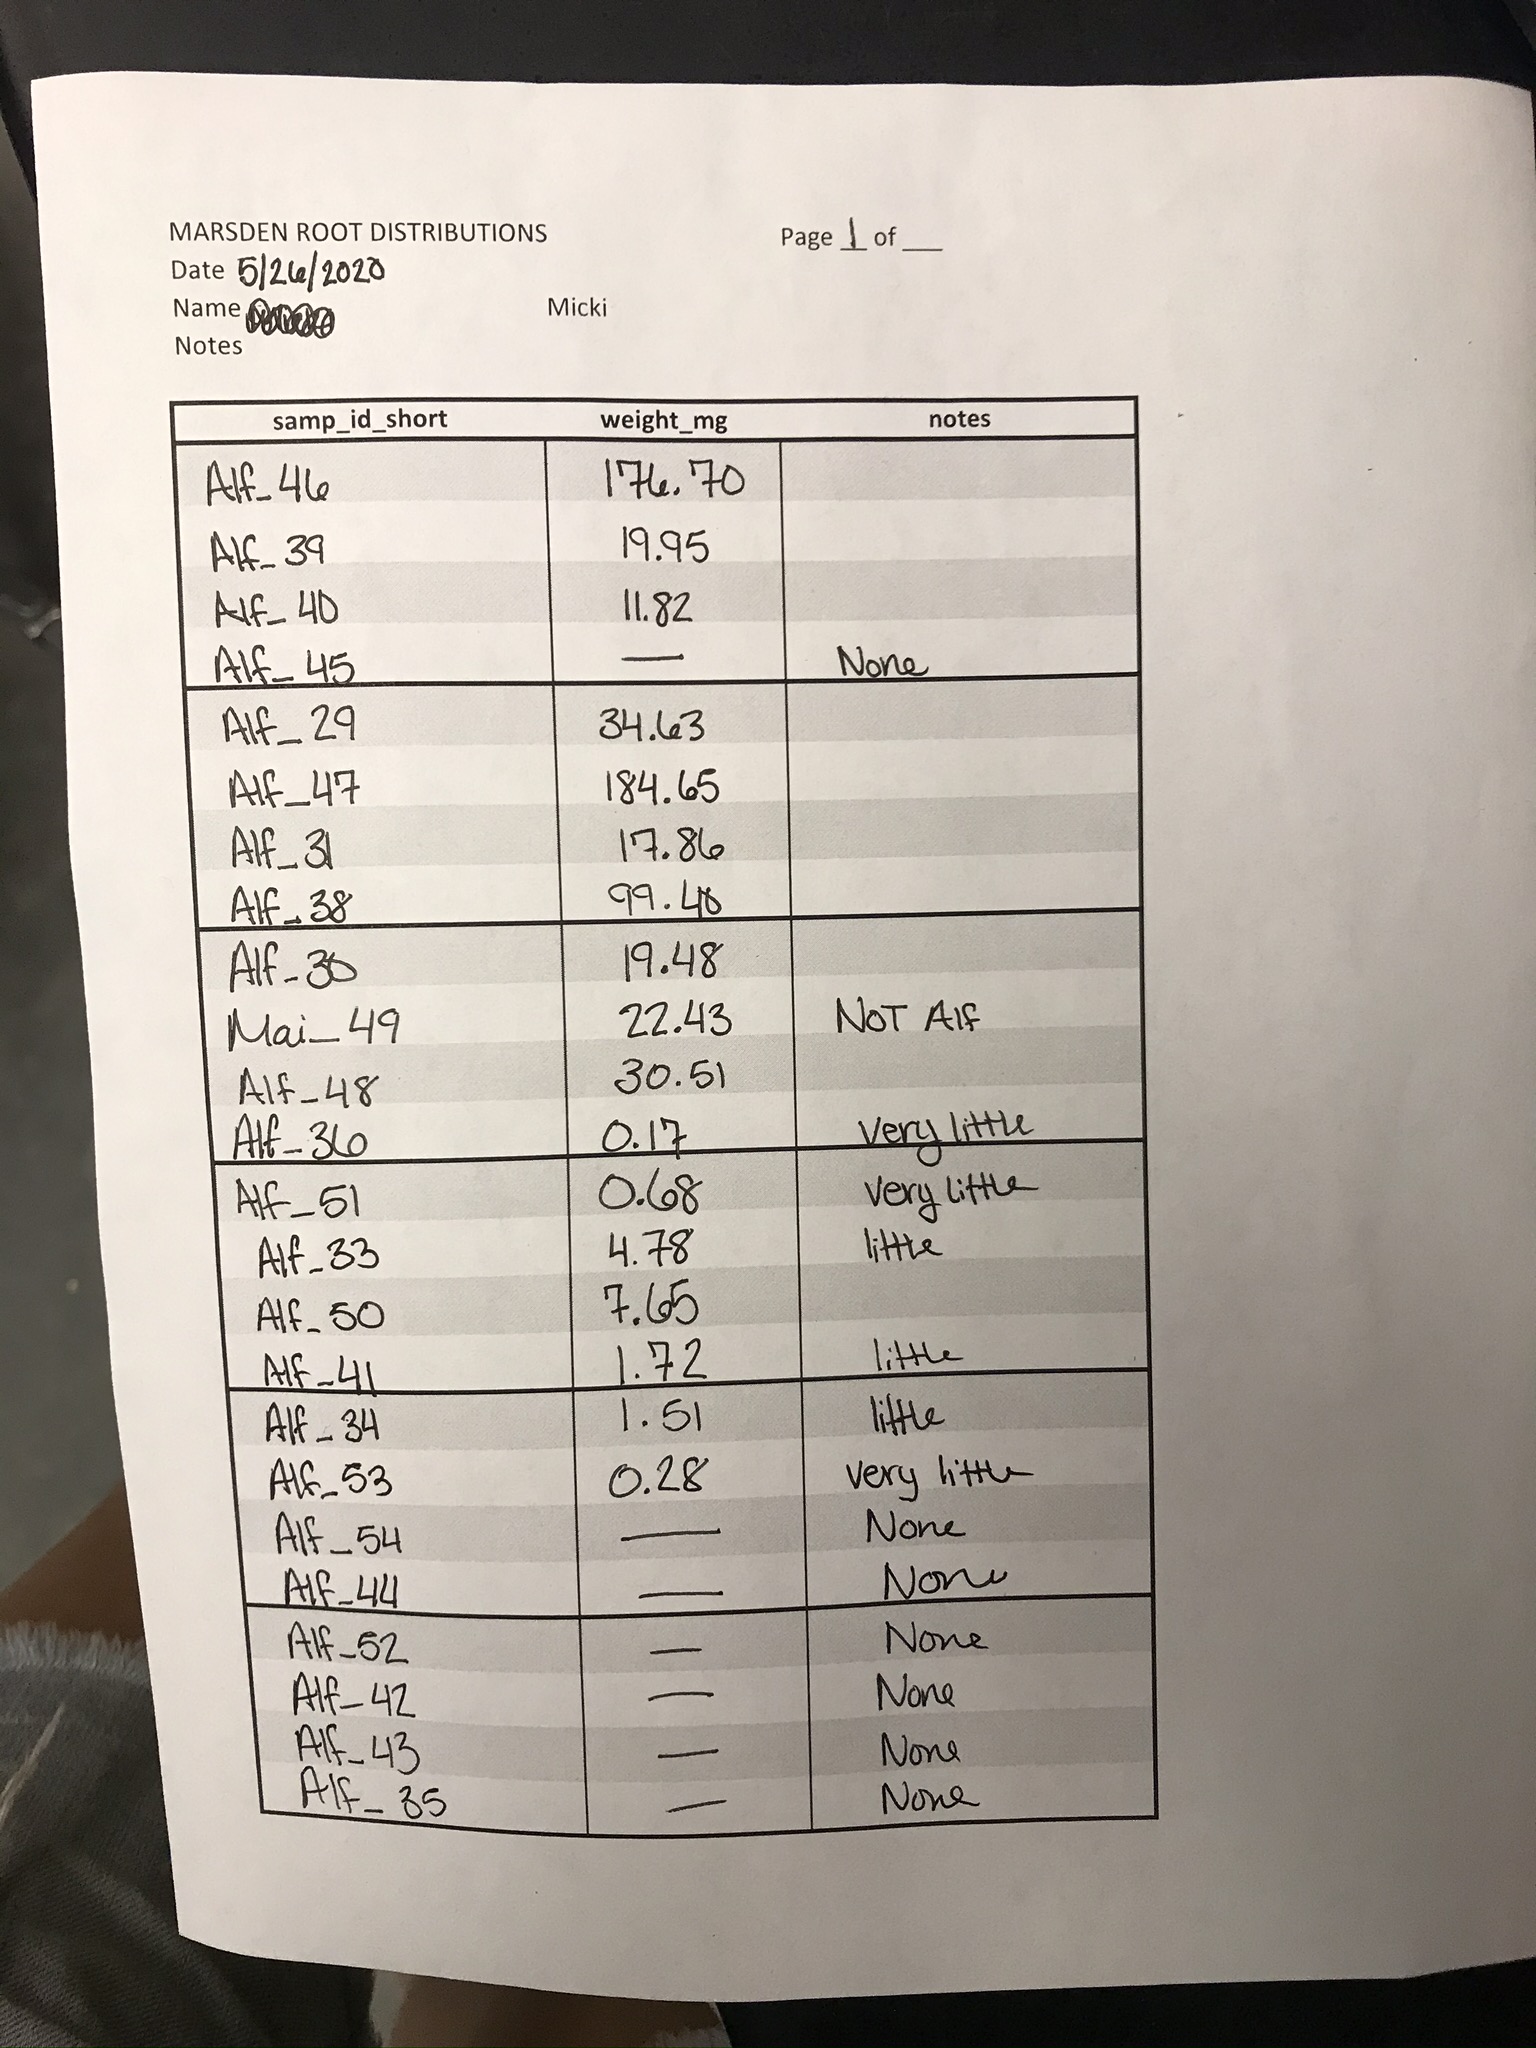 MARSDEN ROOT DISTRIBUTIONS Page 1 of __
Date 5/26/2020
Name Micki
Notes
samp_id_short weight_mg notes
Alf_46 176.70
Alf_39 19.95
Alf_40 11.82
Alf_45 — None
Alf_29 34.63
Alf_47 184.65
Alf_31 17.86
Alf_38 99.40
Alf_30 19.48
Mai_49 22.43 NOT Alf
Alf_48 30.51
Alf_36 0.17 very little
Alf_51 0.68 very little
Alf_33 4.78 little
Alf_50 7.65
Alf_41 1.72 little
Alf_34 1.51 little
Alf_53 0.28 very little
Alf_54 — None
Alf_44 — None
Alf_52 — None
Alf_42 — None
Alf_43 — None
Alf_35 — None